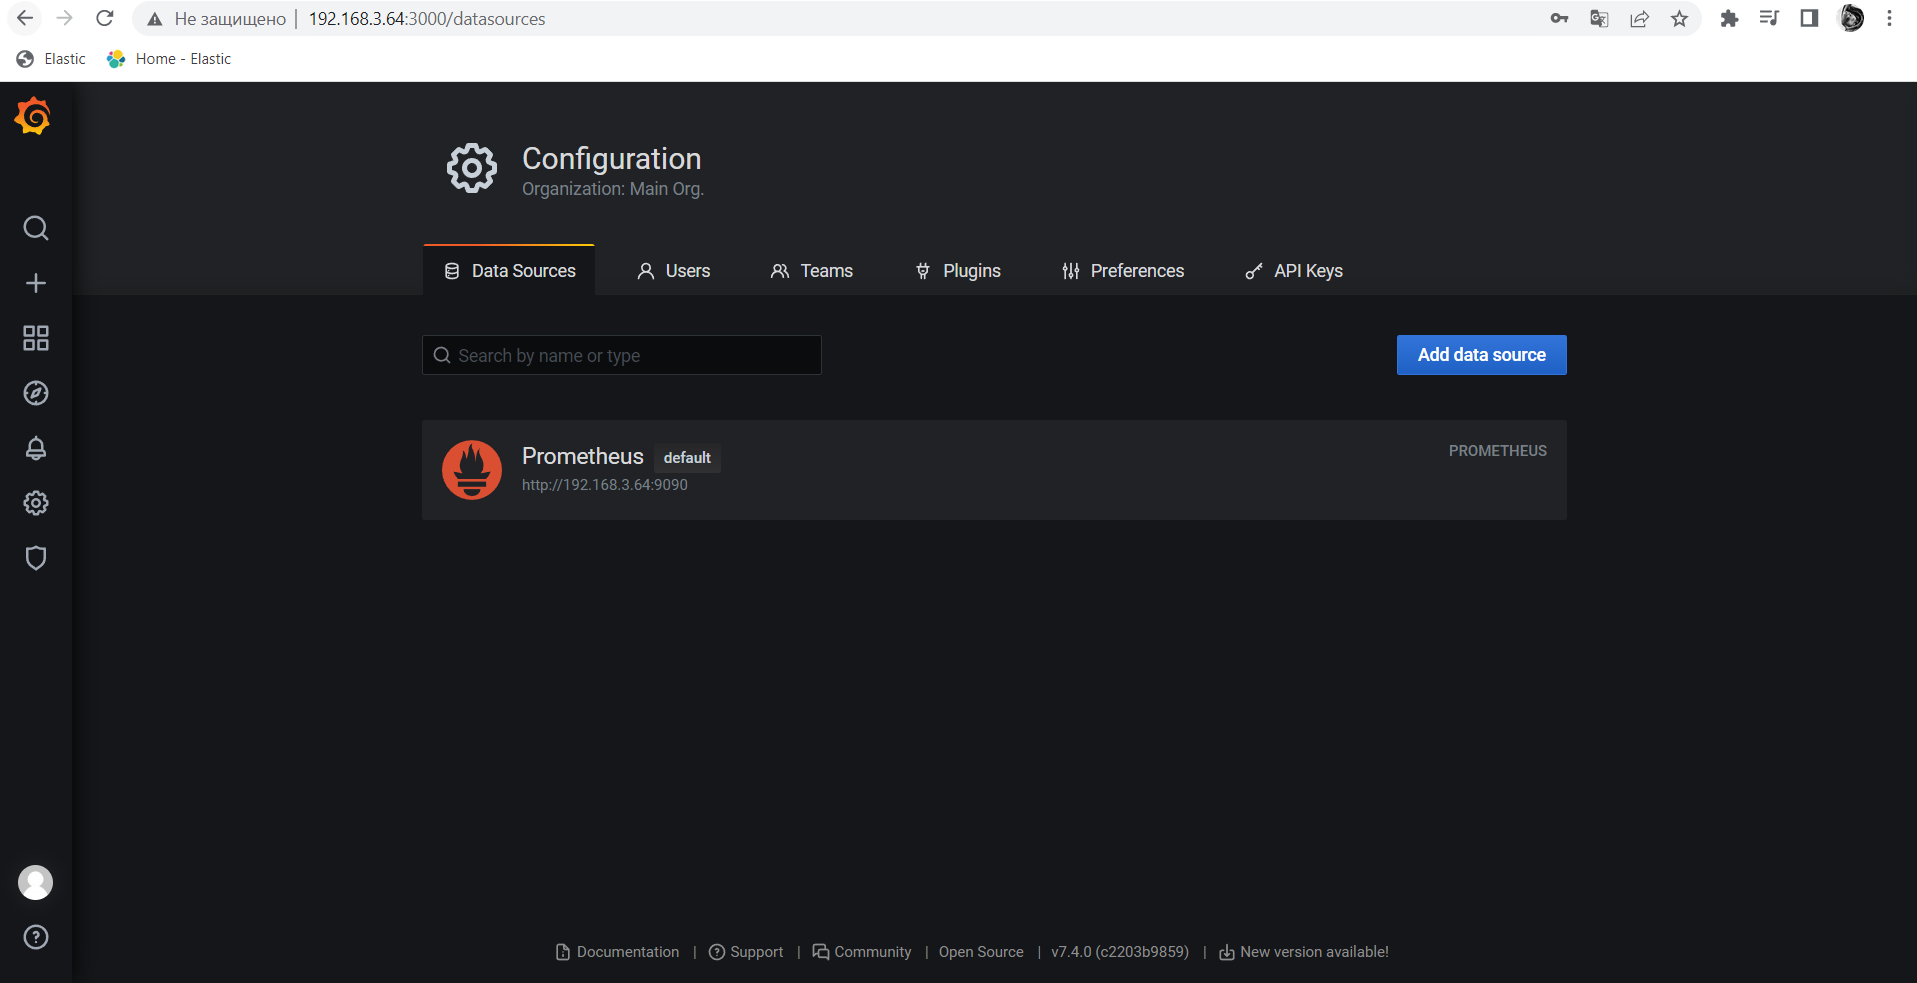 Не защищено | 192.168.3.64:3000/datasources
Elastic Home - Elastic
Configuration
Organization: Main Org.
Data Sources Users Teams Plugins Preferences API Keys
Search by name or type Add data source
Prometheus default PROMETHEUS
http://192.168.3.64:9090
Documentation | Support | Community | Open Source | v7.4.0 (c2203b9859) | New version available!